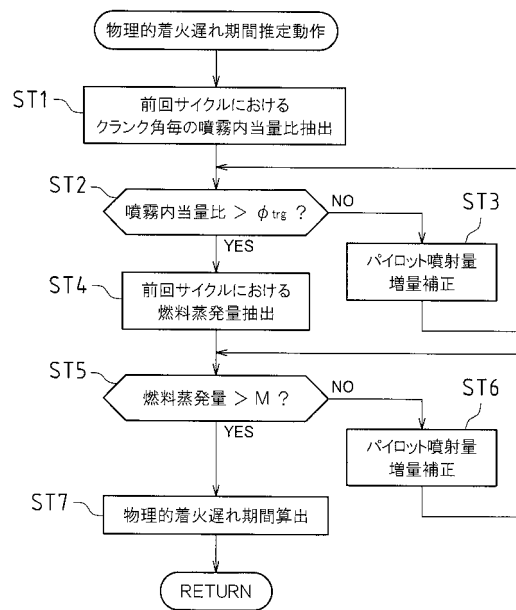 物理的着火遅れ期間推定動作
ST1
前回サイクルにおける
クランク角毎の噴霧内当量比抽出
ST2
噴霧内当量比 > φtrg ?
NO
YES
ST3
パイロット噴射量
増量補正
ST4
前回サイクルにおける
燃料蒸発量抽出
ST5
燃料蒸発量 > M ?
NO
YES
ST6
パイロット噴射量
増量補正
ST7
物理的着火遅れ期間算出
RETURN